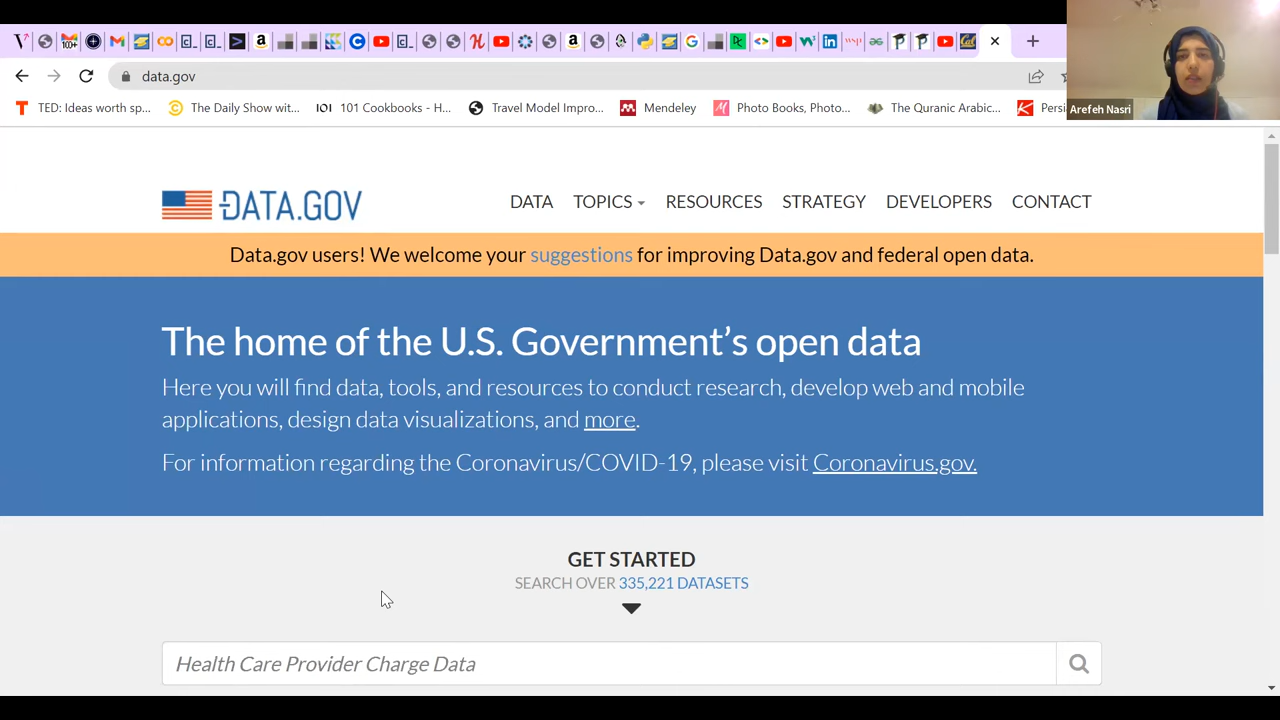 100+
data.gov
TED: Ideas worth sp...
The Daily Show wit...
101 Cookbooks - H...
Travel Model Impro...
Mendeley
Photo Books, Photo...
The Quranic Arabic...
Persi
Arefeh Nasri
DATA.GOV
DATA
TOPICS
RESOURCES
STRATEGY
DEVELOPERS
CONTACT
Data.gov users! We welcome your suggestions for improving Data.gov and federal open data.
The home of the U.S. Government’s open data
Here you will find data, tools, and resources to conduct research, develop web and mobile
applications, design data visualizations, and more.
For information regarding the Coronavirus/COVID-19, please visit Coronavirus.gov.
GET STARTED
SEARCH OVER 335,221 DATASETS
Health Care Provider Charge Data